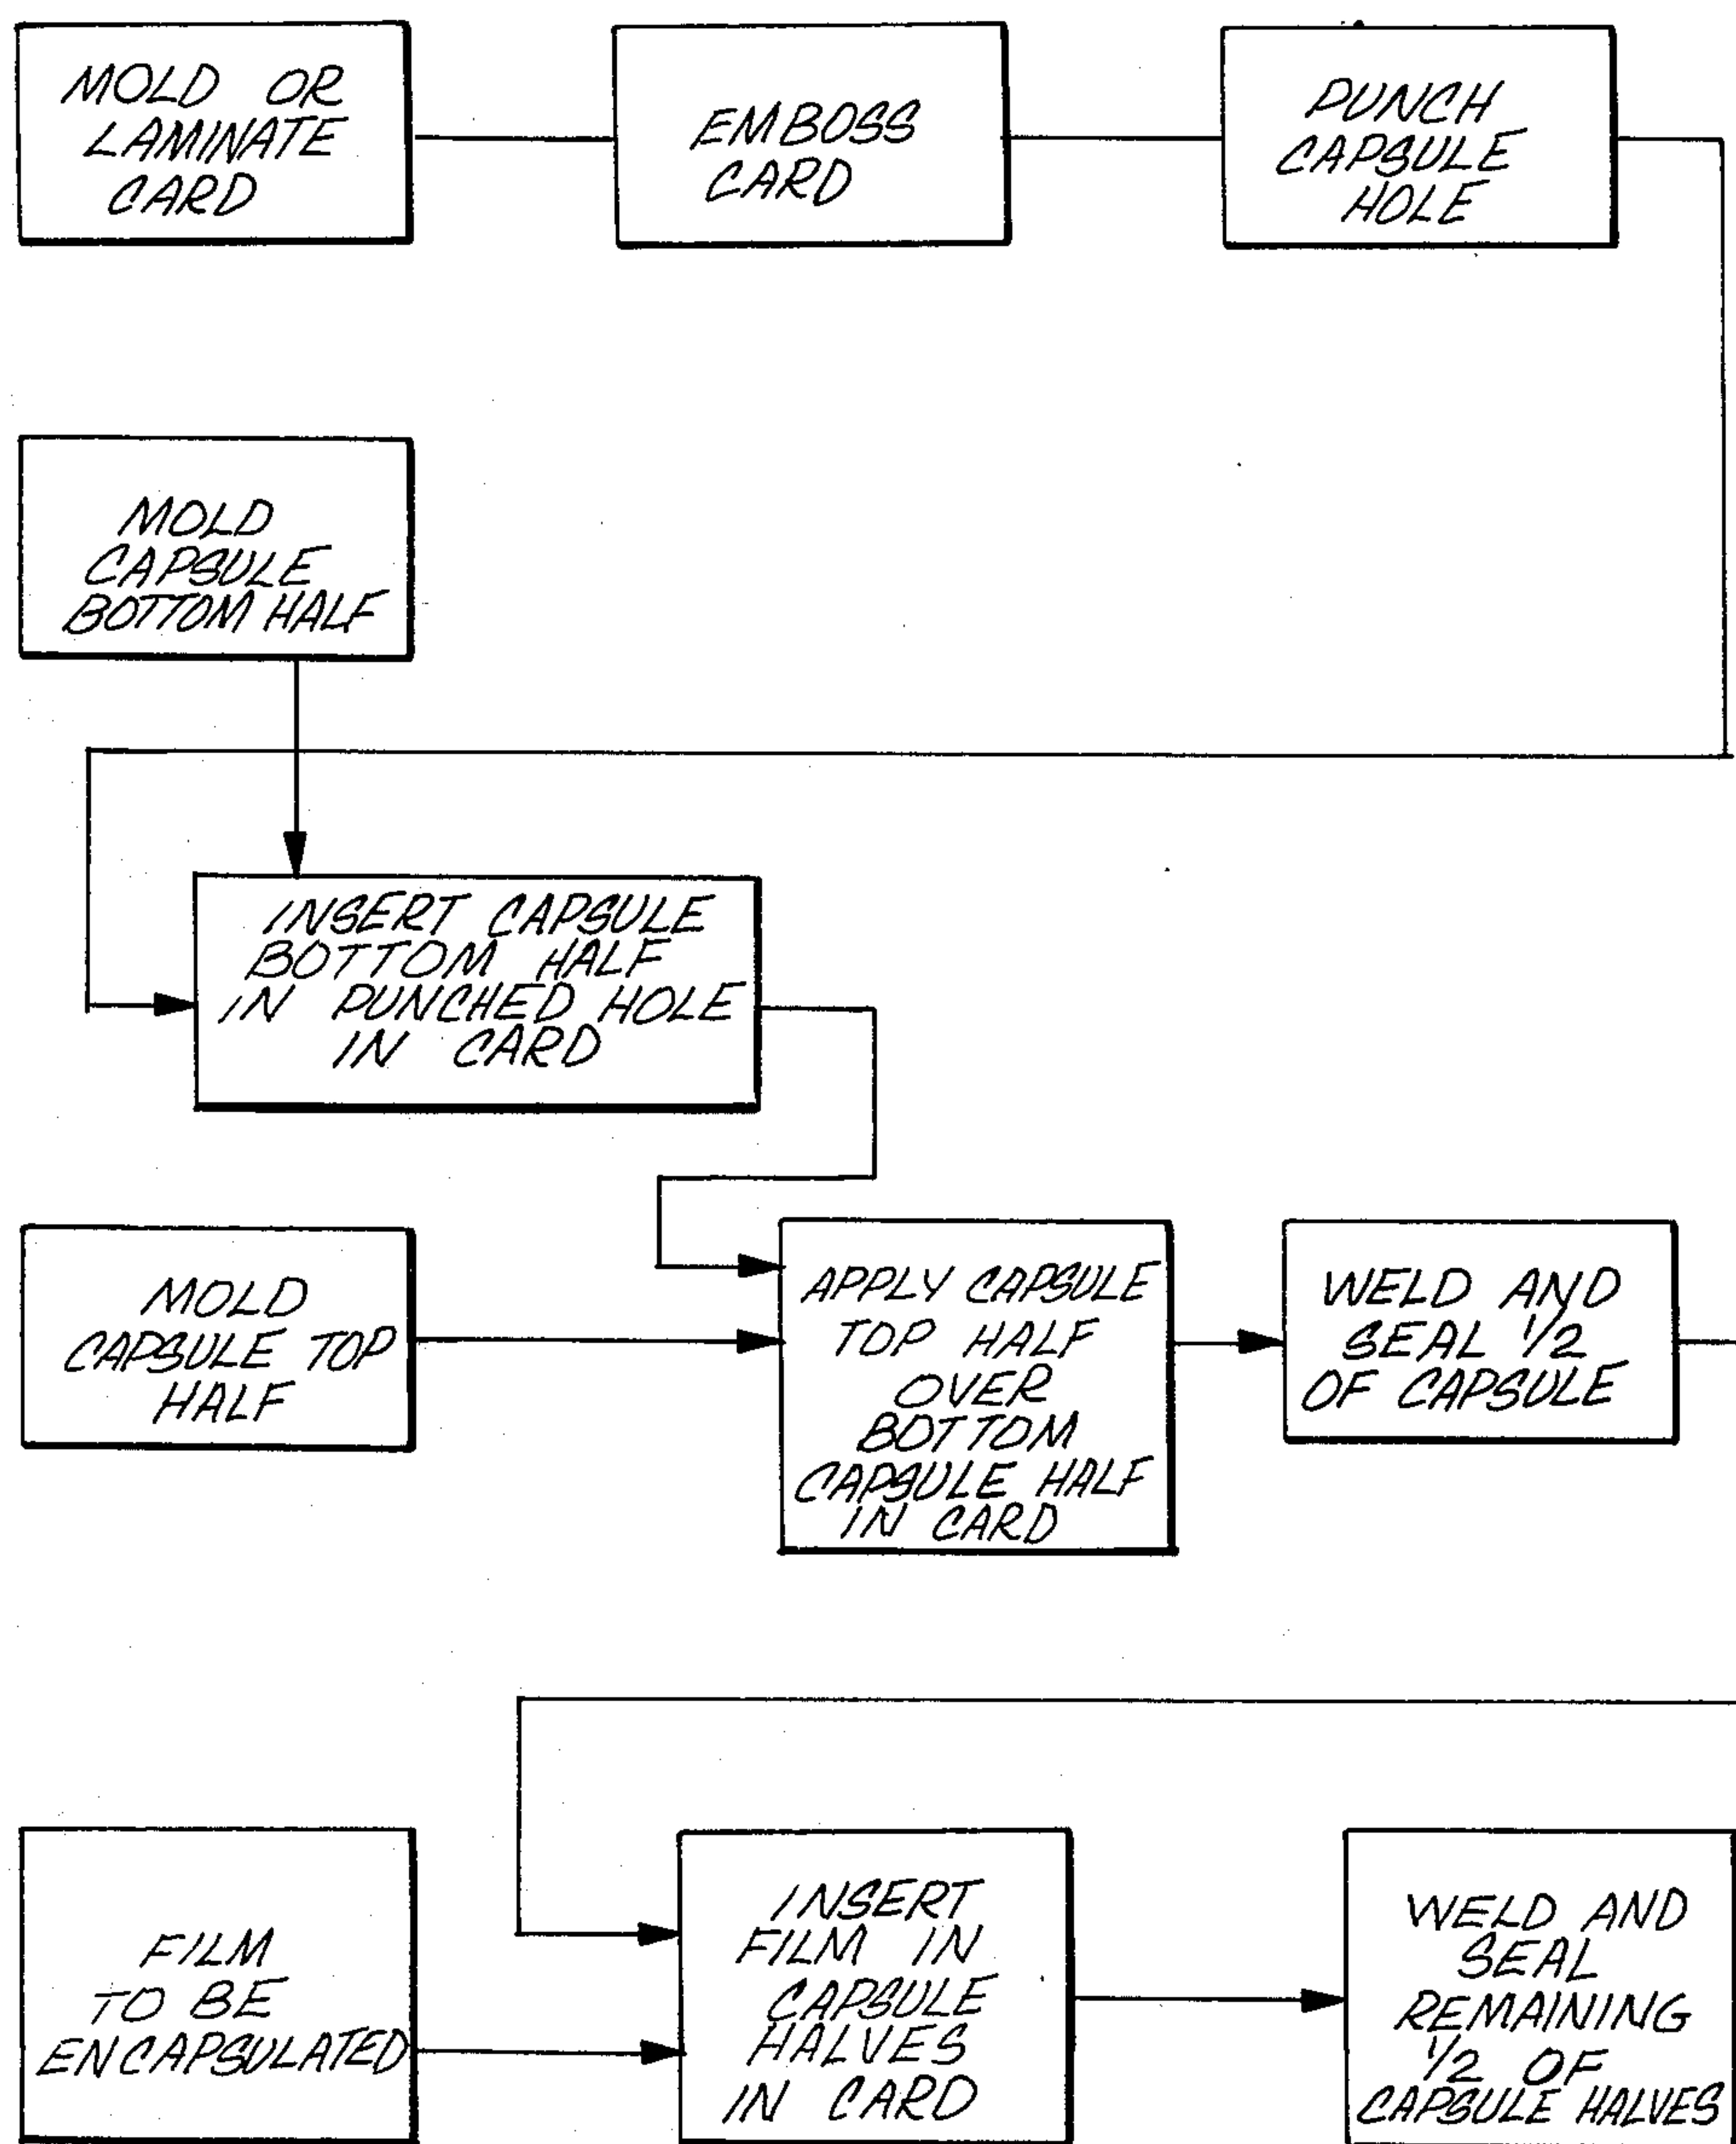 MOLD OR
LAMINATE
CARD
EMBOSS
CARD
PUNCH
CAPSULE
HOLE
MOLD
CAPSULE
BOTTOM HALF
INSERT CAPSULE
BOTTOM HALF
IN PUNCHED HOLE
IN CARD
MOLD
CAPSULE TOP
HALF
APPLY CAPSULE
TOP HALF
OVER
BOTTOM
CAPSULE HALF
IN CARD
WELD AND
SEAL 1/2
OF CAPSULE
FILM
TO BE
ENCAPSULATED
INSERT
FILM IN
CAPSULE
HALVES
IN CARD
WELD AND
SEAL
REMAINING
1/2 OF
CAPSULE HALVES